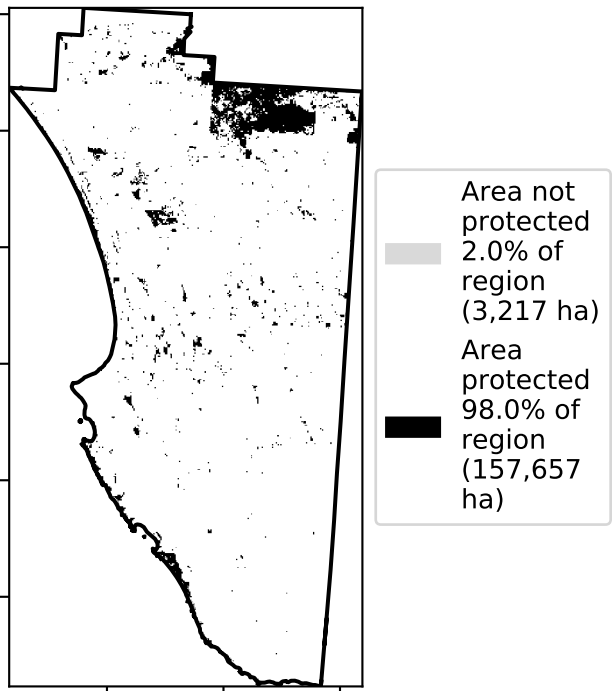 Area not
protected
2.0% of
region
(3,217 ha)
Area
protected
98.0% of
region
(157,657
ha)